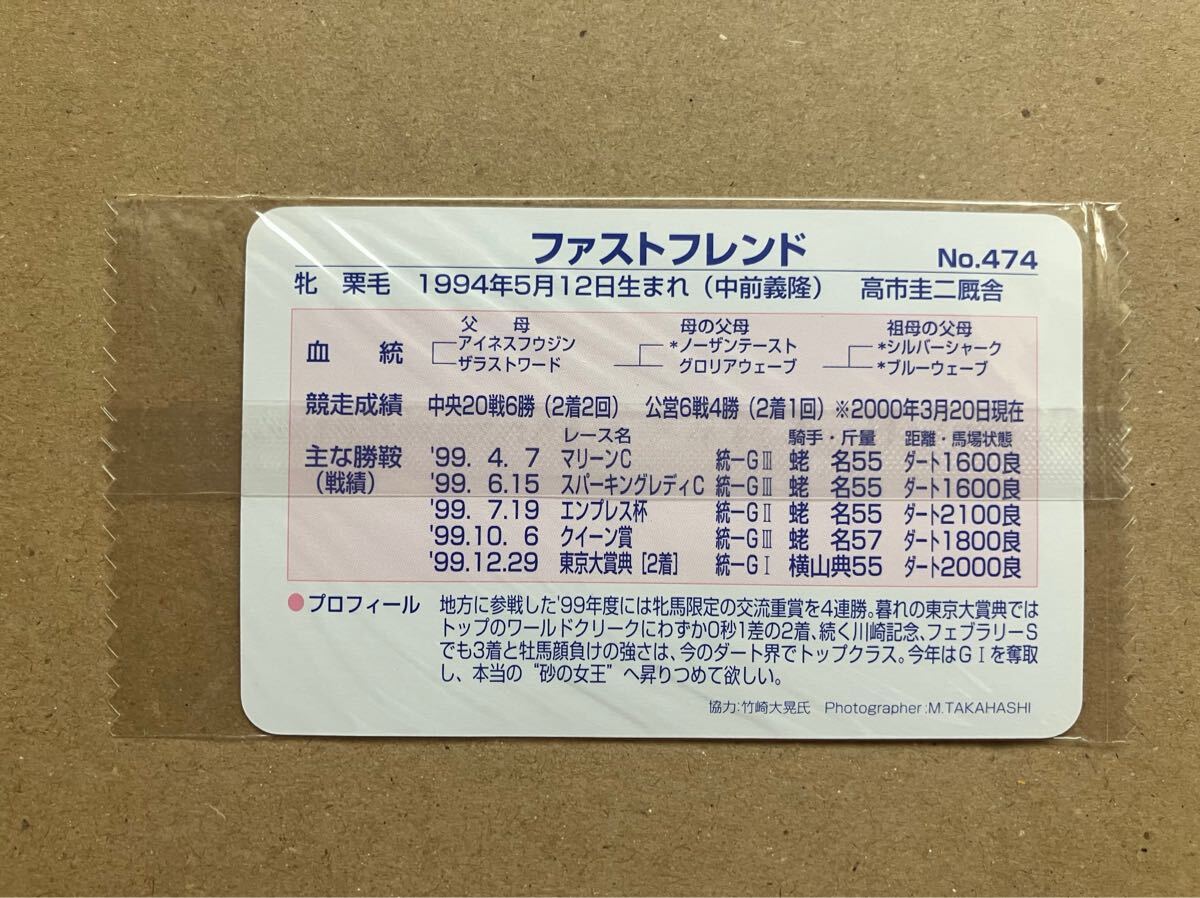 ファストフレンド No.474
牝 栗毛 1994年5月12日生まれ（中前義隆） 高市圭二厩舎
父 母 母の父母 祖母の父母
血 統 アイネスフウジン *ノーザンテースト *シルバーシャーク
ザラストワード グロリアウェーブ *ブルーウェーブ
競走成績 中央20戦6勝（2着2回） 公営6戦4勝（2着1回）※2000年3月20日現在
レース名 騎手・斤量 距離・馬場状態
主な勝鞍 '99. 4. 7 マリーンC 統一GⅢ 蛯 名55 ダート1600良
（戦績） '99. 6.15 スパーキングレディC 統一GⅢ 蛯 名55 ダート1600良
'99. 7.19 エンプレス杯 統一GⅡ 蛯 名55 ダート2100良
'99.10. 6 クイーン賞 統一GⅢ 蛯 名57 ダート1800良
'99.12.29 東京大賞典［2着］ 統一GⅠ 横山典55 ダート2000良
●プロフィール 地方に参戦した'99年度には牝馬限定の交流重賞を4連勝。暮れの東京大賞典では
トップのワールドクリークにわずか0秒1差の2着、続く川崎記念、フェブラリーS
でも3着と牡馬顔負けの強さは、今のダート界でトップクラス。今年はGⅠを奪取
し、本当の“砂の女王”へ昇りつめて欲しい。
協力：竹崎大晃氏 Photographer：M.TAKAHASHI